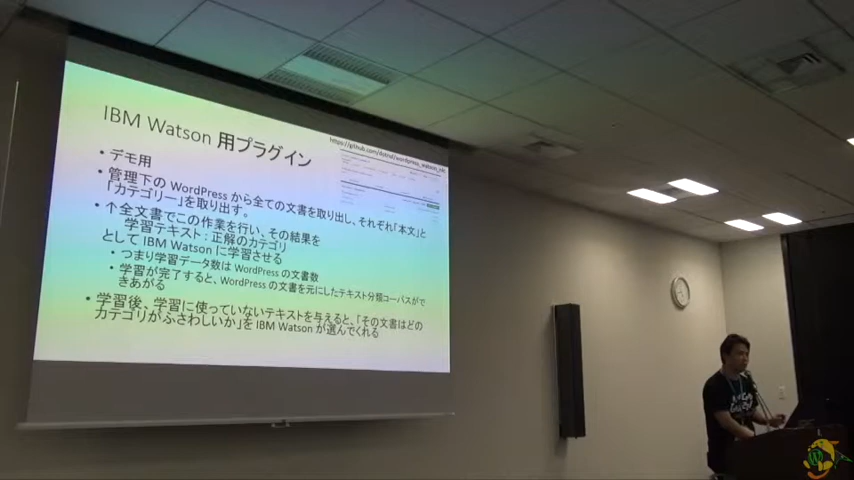 IBM Watson 用プラグイン
・デモ用
・管理下の WordPress から全ての文書を取り出し、それぞれ「本文」と
「カテゴリー」を取り出す。
・↑全文書でこの作業を行い、その結果を
学習テキスト：正解のカテゴリ
として IBM Watson に学習させる
・つまり学習データ数は WordPress の文書数
・学習が完了すると、WordPress の文書を元にしたテキスト分類コーパスがで
きあがる
・学習後、学習に使っていないテキストを与えると、「その文書はどの
カテゴリがふさわしいか」を IBM Watson が選んでくれる